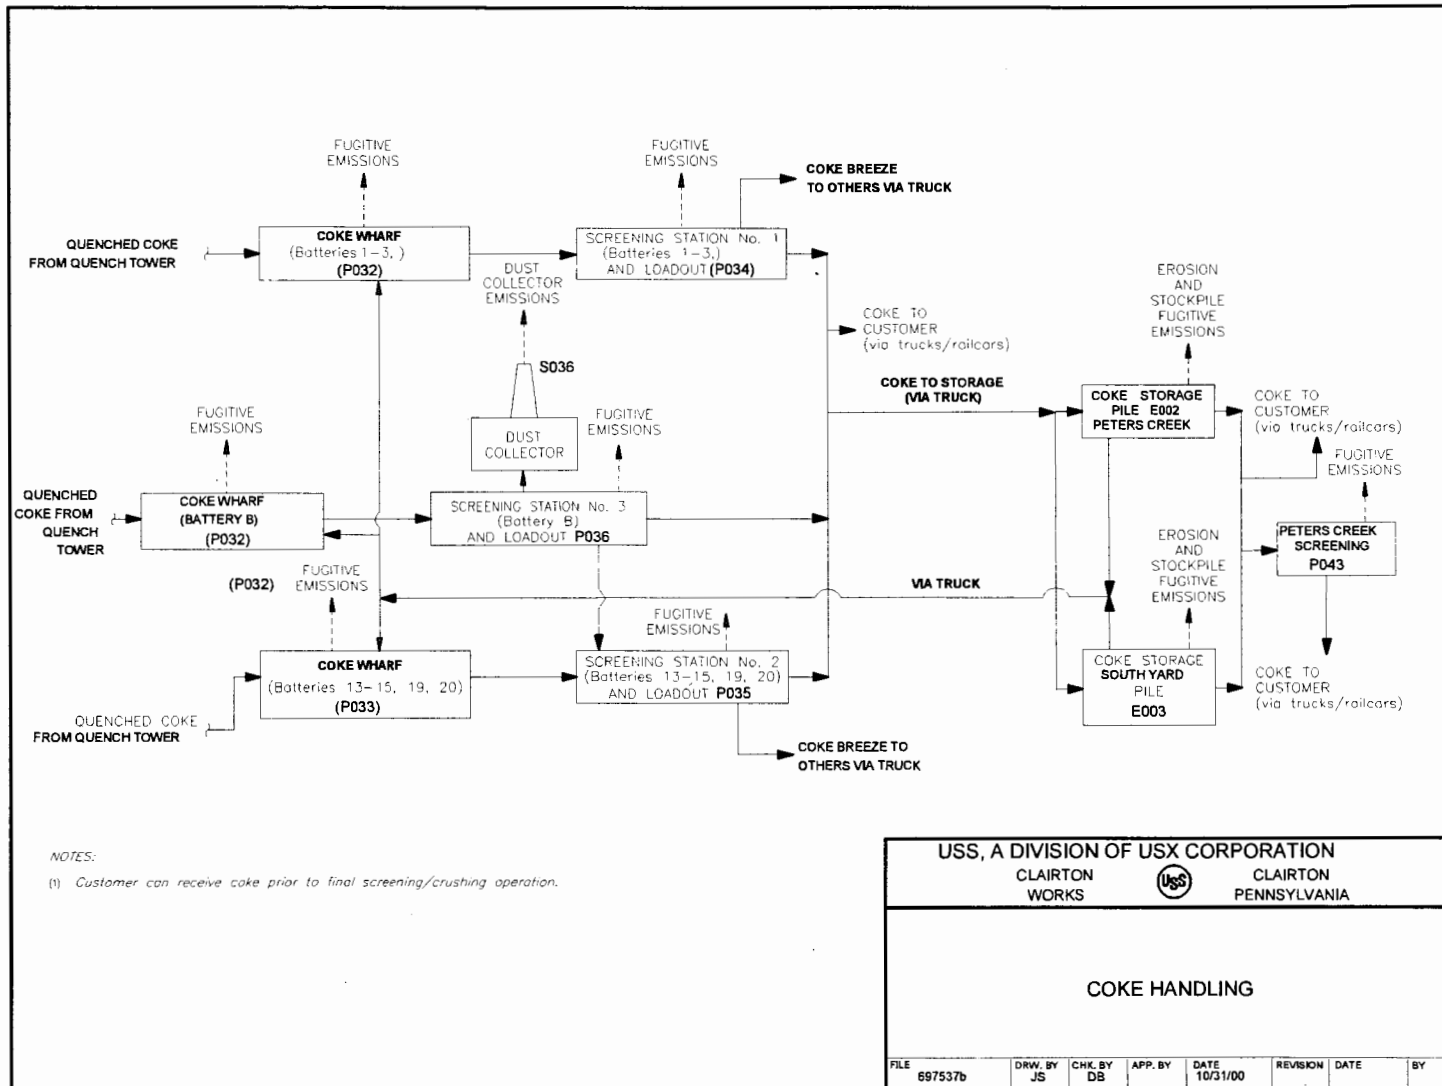 FUGITIVE
EMISSIONS
FUGITIVE
EMISSIONS
COKE BREEZE
TO OTHERS VIA TRUCK
QUENCHED COKE
FROM QUENCH TOWER
COKE WHARF
(Batteries 1-3, )
(P032)
SCREENING STATION No. 1
(Batteries 1-3,)
AND LOADOUT (P034)
DUST
COLLECTOR
EMISSIONS
EROSION
AND
STOCKPILE
FUGITIVE
EMISSIONS
COKE TO
CUSTOMER
(via trucks/railcars)
S036
COKE TO STORAGE
(VIA TRUCK)
COKE STORAGE
PILE E002
PETERS CREEK
COKE TO
CUSTOMER
(via trucks/railcars)
FUGITIVE
EMISSIONS
FUGITIVE
EMISSIONS
DUST
COLLECTOR
FUGITIVE
EMISSIONS
QUENCHED
COKE FROM
QUENCH
TOWER
COKE WHARF
(BATTERY B)
(P032)
SCREENING STATION No. 3
(Battery B)
AND LOADOUT P036
EROSION
AND
STOCKPILE
FUGITIVE
EMISSIONS
PETERS CREEK
SCREENING
P043
(P032)
FUGITIVE
EMISSIONS
VIA TRUCK
FUGITIVE
EMISSIONS
COKE WHARF
(Batteries 13-15, 19, 20)
(P033)
SCREENING STATION No. 2
(Batteries 13-15, 19, 20)
AND LOADOUT P035
COKE STORAGE
SOUTH YARD
PILE
E003
COKE TO
CUSTOMER
(via trucks/railcars)
QUENCHED COKE
FROM QUENCH TOWER
COKE BREEZE TO
OTHERS VIA TRUCK
NOTES:
(1) Customer can receive coke prior to final screening/crushing operation.
USS, A DIVISION OF USX CORPORATION
CLAIRTON
WORKS
USS
CLAIRTON
PENNSYLVANIA
COKE HANDLING
FILE
697537b
DRW. BY
JS
CHK. BY
DB
APP. BY
DATE
10/31/00
REVISION
DATE
BY